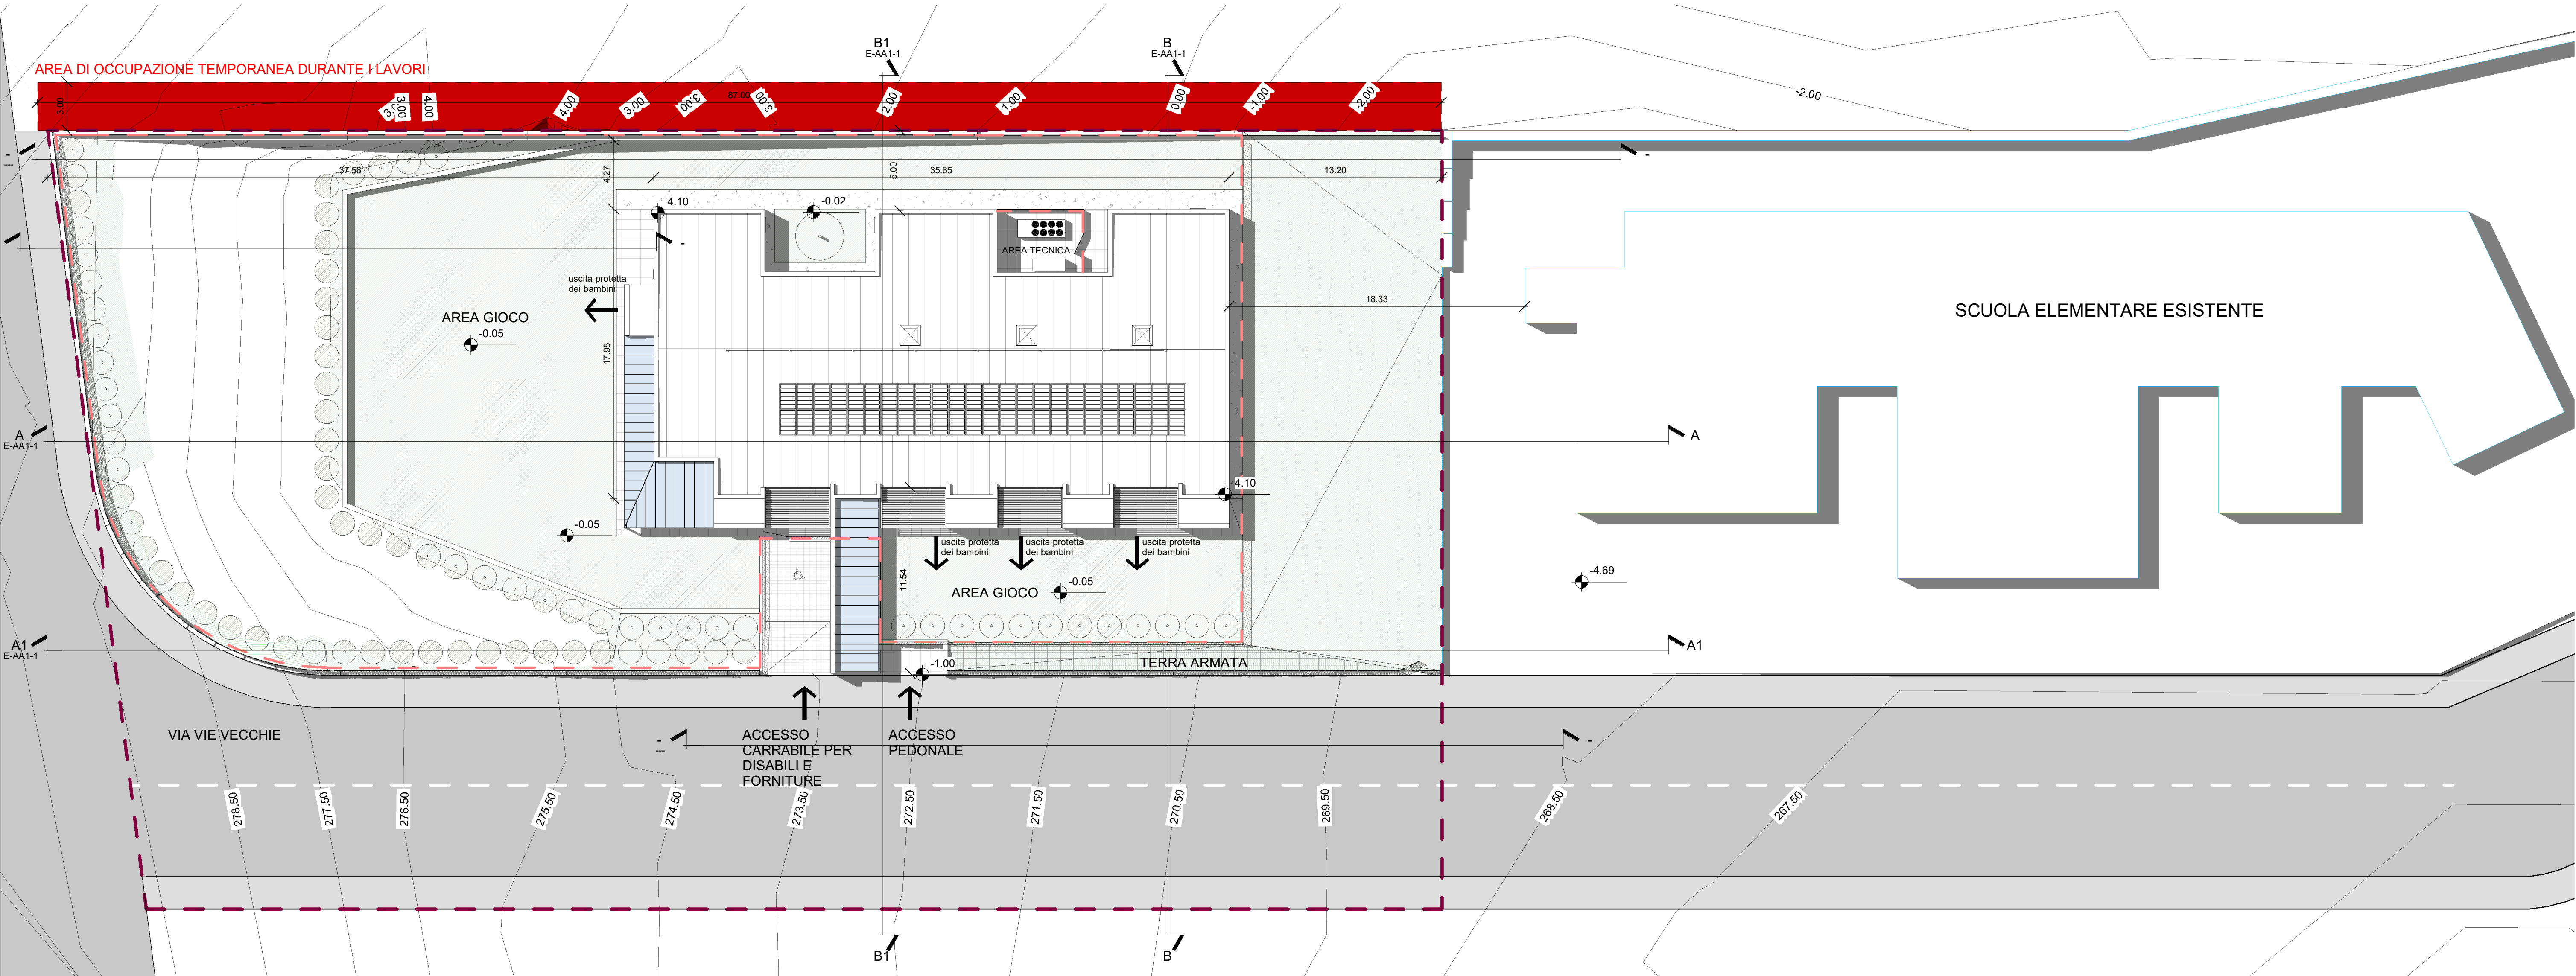 B1
E-AA1-1
B
E-AA1-1
AREA DI OCCUPAZIONE TEMPORANEA DURANTE I LAVORI
3.00
87.00
3.00
4.00
4.00
3.00
3.00
3.00
2.00
1.00
0.00
-1.00
-2.00
-2.00
37.58
4.27
5.00
35.65
13.20
4.10
-0.02
AREA TECNICA
uscita protetta
dei bambini
AREA GIOCO
-0.05
18.33
SCUOLA ELEMENTARE ESISTENTE
17.95
A
E-AA1-1
A
4.10
-0.05
uscita protetta
dei bambini
uscita protetta
dei bambini
uscita protetta
dei bambini
11.54
AREA GIOCO
-0.05
-4.69
A1
E-AA1-1
A1
TERRA ARMATA
-1.00
VIA VIE VECCHIE
ACCESSO
CARRABILE PER
DISABILI E
FORNITURE
ACCESSO
PEDONALE
278.50
277.50
276.50
275.50
274.50
273.50
272.50
271.50
270.50
269.50
268.50
267.50
B1
B